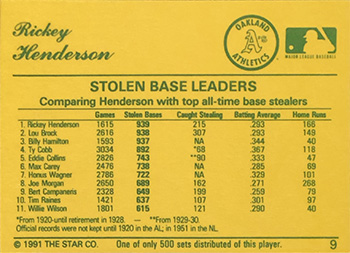 Rickey
Henderson
OAKLAND
A's
ATHLETICS
MAJOR LEAGUE BASEBALL
STOLEN BASE LEADERS
Comparing Henderson with top all-time base stealers
Games Stolen Bases Caught Stealing Batting Average Home Runs
1. Rickey Henderson 1615 939 215 .293 166
2. Lou Brock 2616 938 307 .293 149
3. Billy Hamilton 1593 937 NA .344 40
4. Ty Cobb 3034 892 *68 .367 118
5. Eddie Collins 2826 743 **90 .333 47
6. Max Carey 2476 738 NA .285 69
7. Honus Wagner 2786 722 NA .329 101
8. Joe Morgan 2650 689 162 .271 268
9. Bert Campaneris 2328 649 199 .259 79
10. Tim Raines 1421 637 107 .301 97
11. Willie Wilson 1801 615 121 .290 40
*From 1920-until retirement in 1928. — **From 1929-30.
Official records were not kept until 1920 in the AL; in 1951 in the NL.
© 1991 THE STAR CO. One of only 500 sets distributed of this player. 9